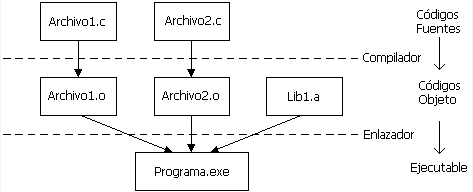 Archivo1.c
Archivo2.c
Códigos
Fuentes
Compilador
Archivo1.o
Archivo2.o
Lib1.a
Códigos
Objeto
Enlazador
Programa.exe
Ejecutable